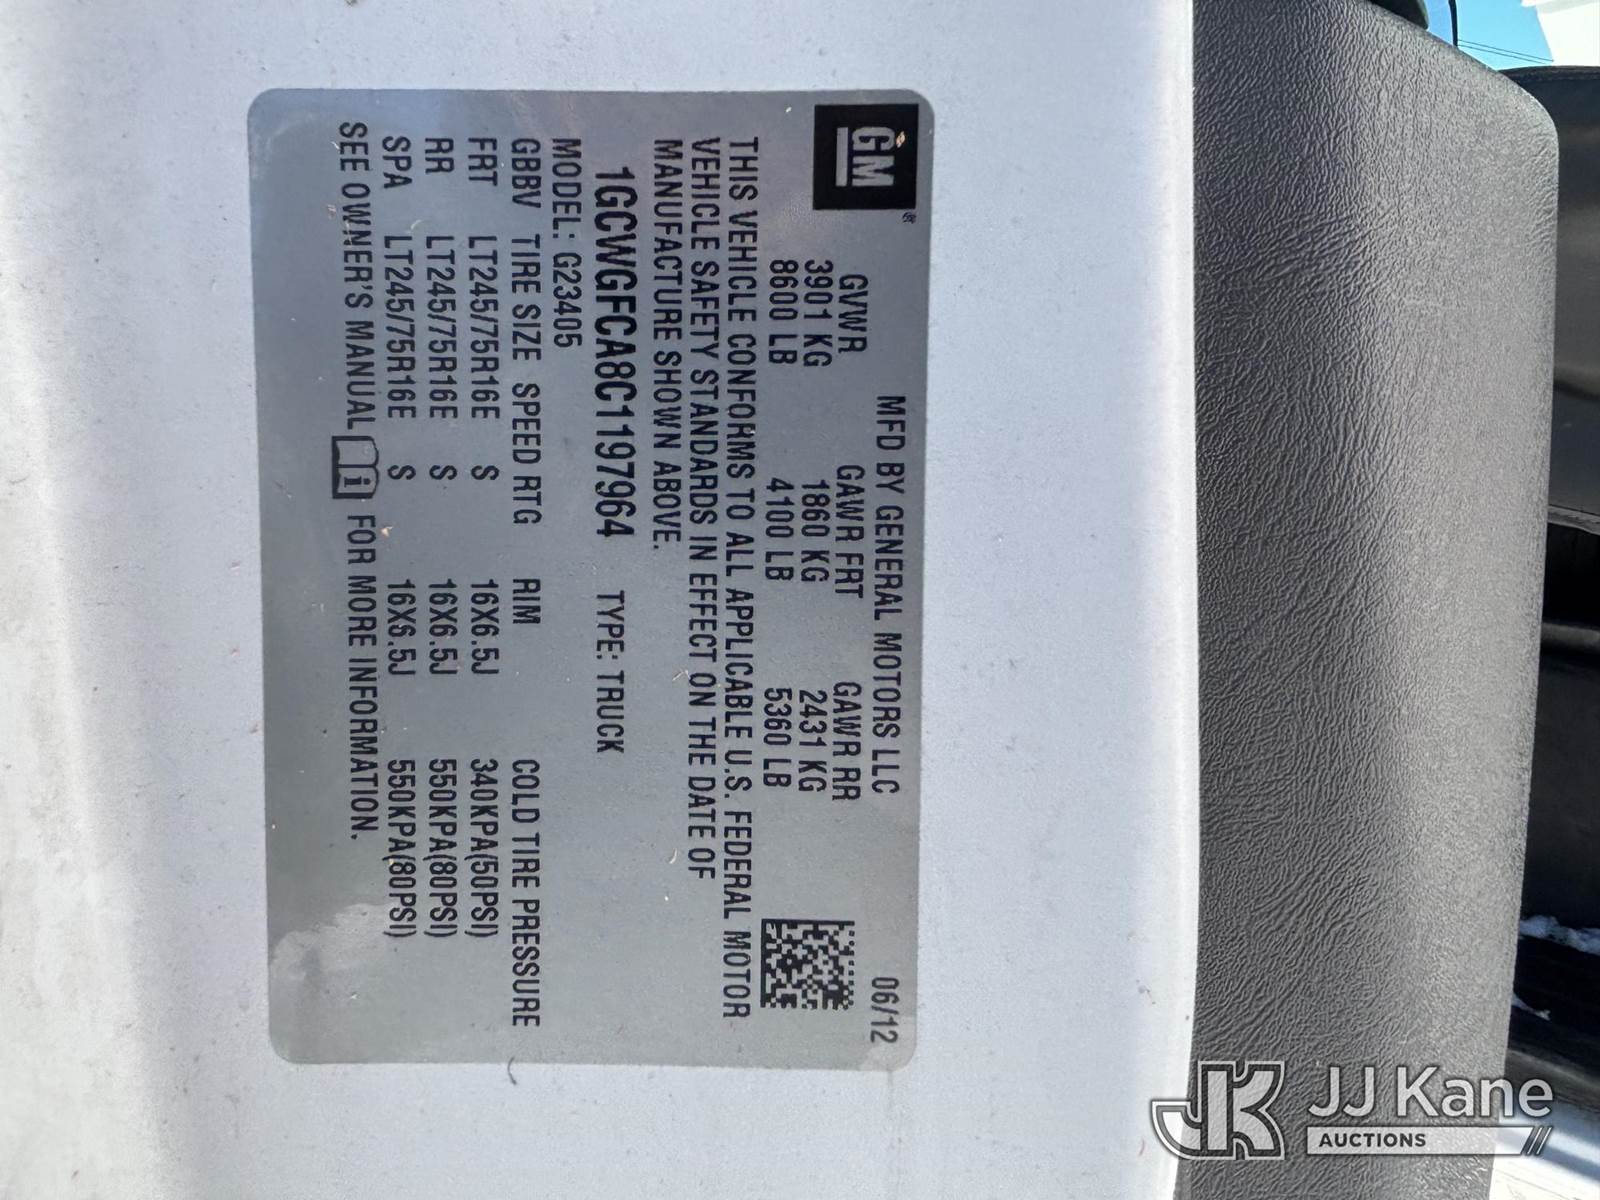 GM
MFD BY GENERAL MOTORS LLC 06/12
GVWR GAWR FRT GAWR RR
3901 KG 1860 KG 2431 KG
8600 LB 4100 LB 5360 LB
THIS VEHICLE CONFORMS TO ALL APPLICABLE U.S. FEDERAL MOTOR
VEHICLE SAFETY STANDARDS IN EFFECT ON THE DATE OF
MANUFACTURE SHOWN ABOVE.
1GCWGFCA8C1197964 TYPE: TRUCK
MODEL: G23405
GBBV TIRE SIZE SPEED RTG RIM COLD TIRE PRESSURE
FRT LT245/75R16E S 16X6.5J 340KPA(50PSI)
RR LT245/75R16E S 16X6.5J 550KPA(80PSI)
SPA LT245/75R16E S 16X6.5J 550KPA(80PSI)
SEE OWNER'S MANUAL i FOR MORE INFORMATION.
JK JJ Kane
AUCTIONS